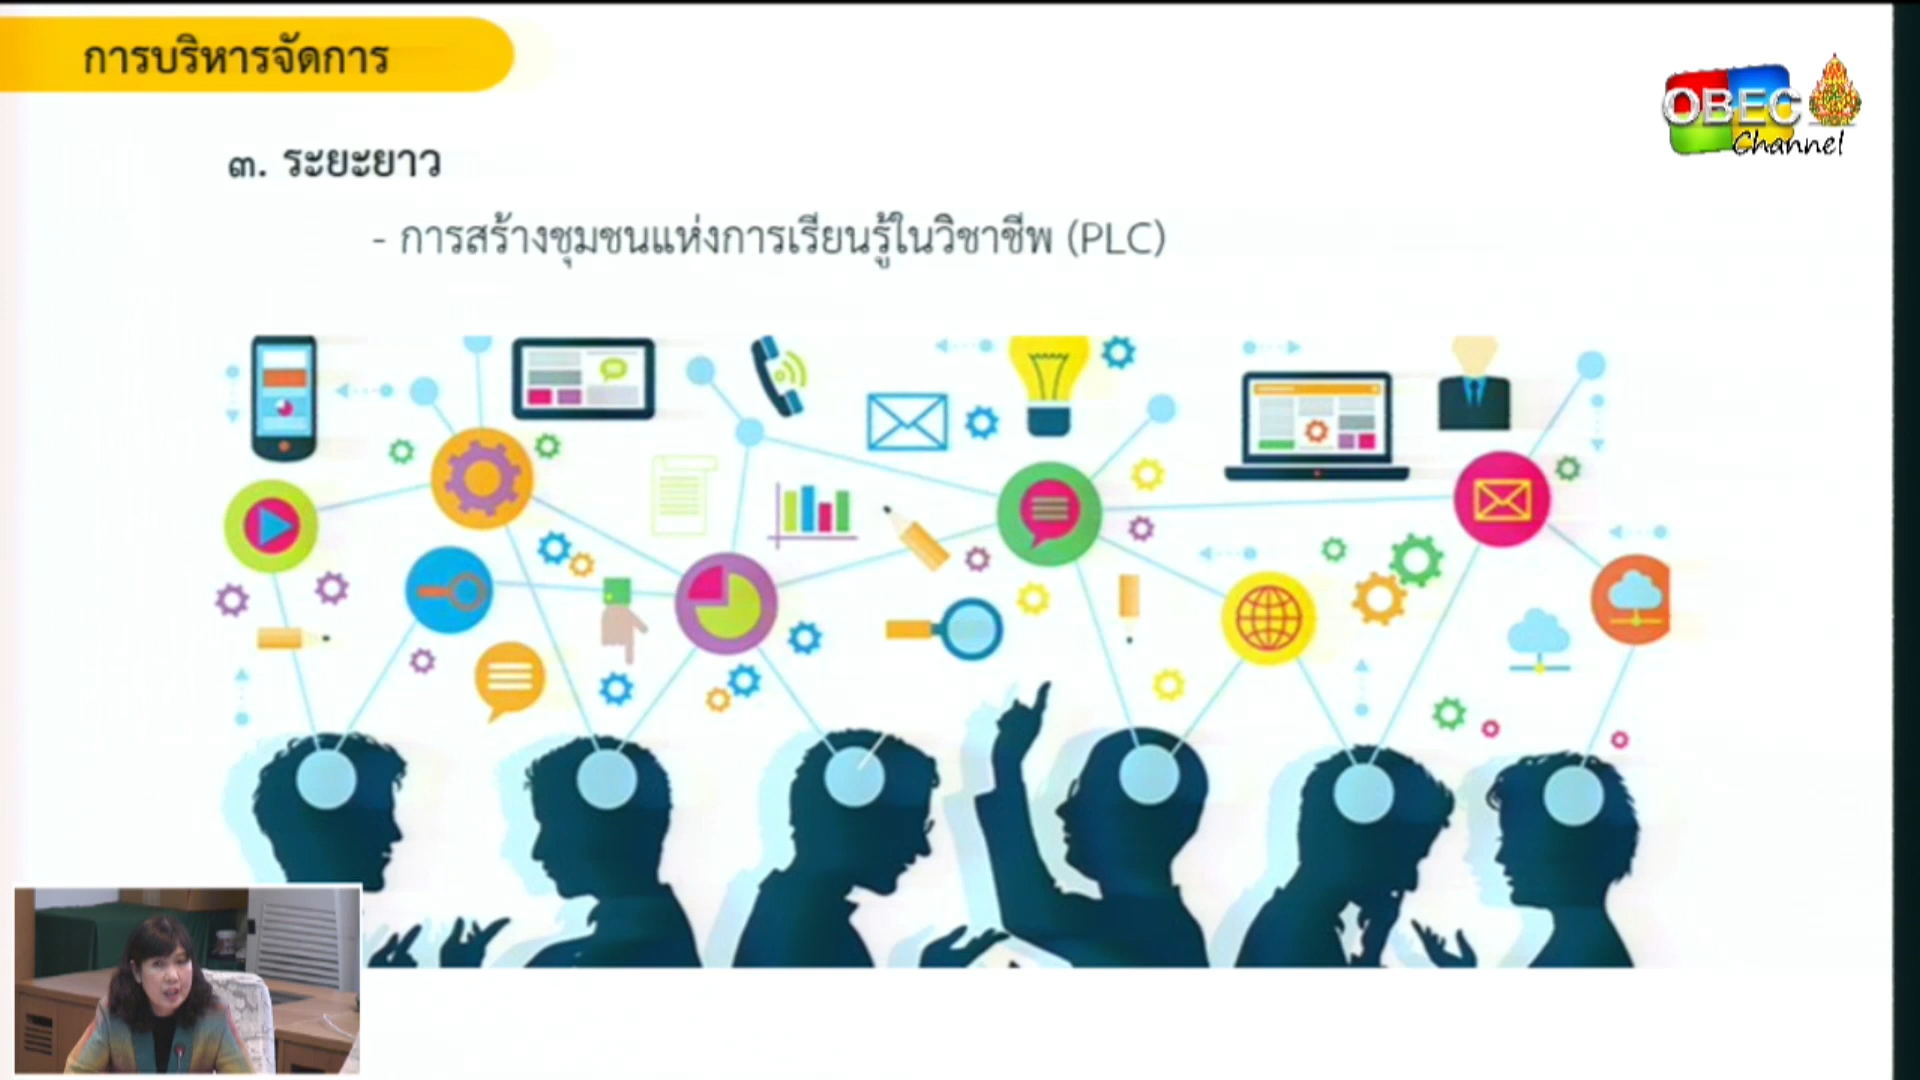 การบริหารจัดการ
OBEC
Channel
๓. ระยะยาว
- การสร้างชุมชนแห่งการเรียนรู้ในวิชาชีพ (PLC)